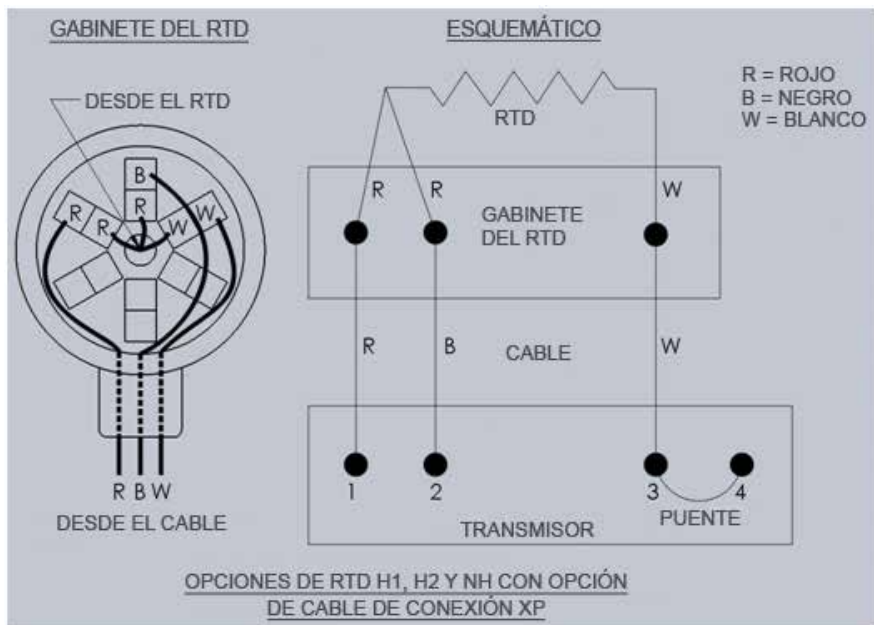 GABINETE DEL RTD
ESQUEMÁTICO
DESDE EL RTD
R = ROJO
B = NEGRO
W = BLANCO
RTD
B
R
R
W
R
W
R
R
W
GABINETE
DEL RTD
R
B
CABLE
W
1
2
3
4
R B W
DESDE EL CABLE
TRANSMISOR
PUENTE
OPCIONES DE RTD H1, H2 Y NH CON OPCIÓN
DE CABLE DE CONEXIÓN XP